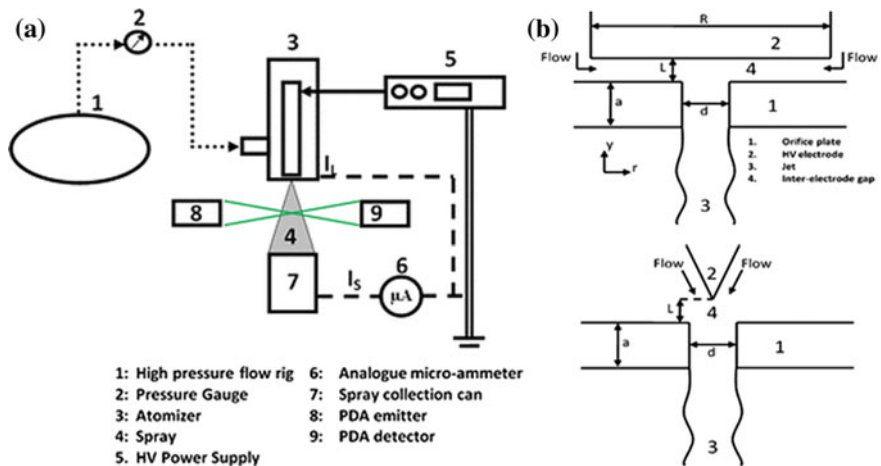 (a)
2
3
5
1
I_L
8
9
4
6
7
I_S
μA
1: High pressure flow rig
2: Pressure Gauge
3: Atomizer
4: Spray
5. HV Power Supply
6: Analogue micro-ammeter
7: Spray collection can
8: PDA emitter
9: PDA detector
(b)
R
2
Flow
Flow
L
4
a
d
1
y
r
1. Orifice plate
2. HV electrode
3. Jet
4. Inter-electrode gap
3
Flow
2
Flow
L
4
a
d
1
3